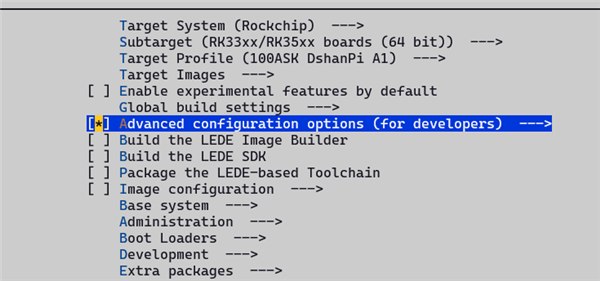 Target System (Rockchip)  --->
Subtarget (RK33xx/RK35xx boards (64 bit))  --->
Target Profile (100ASK DshanPi A1)  --->
Target Images  --->
[ ] Enable experimental features by default
Global build settings  --->
[*] Advanced configuration options (for developers)  --->
[ ] Build the LEDE Image Builder
[ ] Build the LEDE SDK
[ ] Package the LEDE-based Toolchain
[ ] Image configuration  --->
Base system  --->
Administration  --->
Boot Loaders  --->
Development  --->
Extra packages  --->